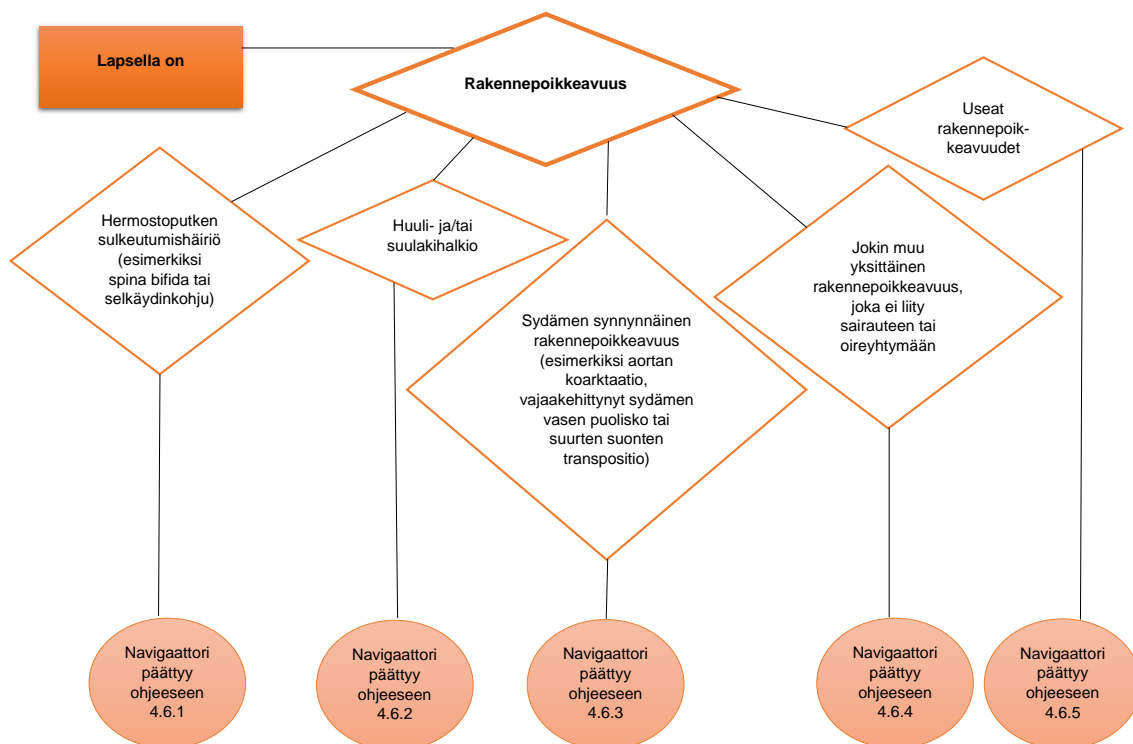 Lapsella on
Rakennepoikkeavuus
Useat
rakennepoik-
keavuudet
Hermostoputken
sulkeutumishäiriö
(esimerkiksi
spina bifida tai
selkäydinkohju)
Huuli- ja/tai
suulakihalkio
Sydämen synnynnäinen
rakennepoikkeavuus
(esimerkiksi aortan
koarktaatio,
vajaakehittynyt sydämen
vasen puolisko tai
suurten suonten
transpositio)
Jokin muu
yksittäinen
rakennepoikkeavuus,
joka ei liity
sairauteen tai
oireyhtymään
Navigaattori
päättyy
ohjeeseen
4.6.1
Navigaattori
päättyy
ohjeeseen
4.6.2
Navigaattori
päättyy
ohjeeseen
4.6.3
Navigaattori
päättyy
ohjeeseen
4.6.4
Navigaattori
päättyy
ohjeeseen
4.6.5